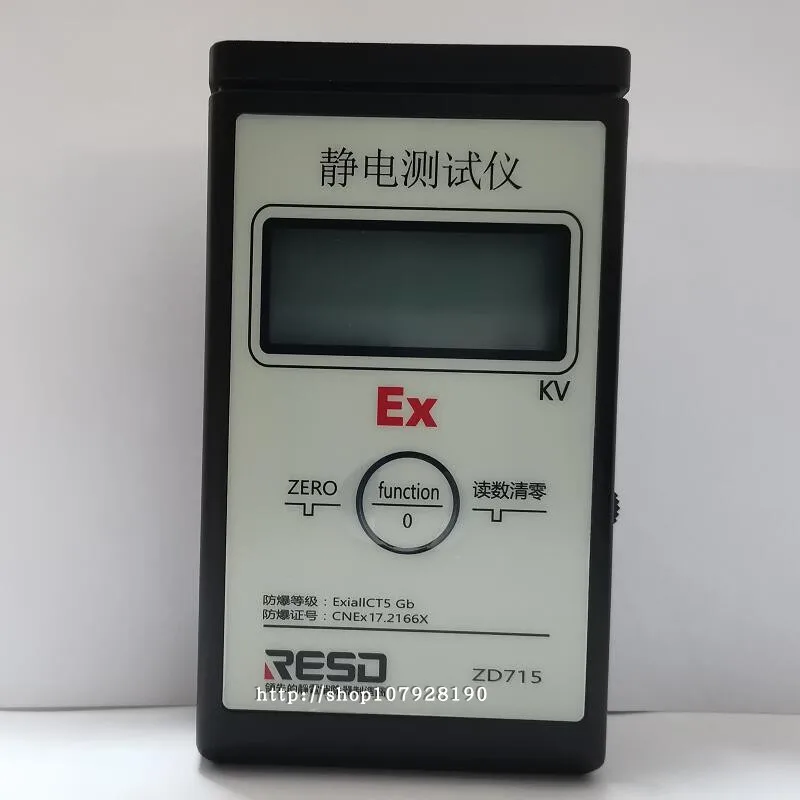 静电测试仪
KV
Ex
ZERO function 读数清零
0
防爆等级：ExiaIICT5 Gb
防爆证号：CNEx17.2166X
RESD ZD715
http://shop107928190